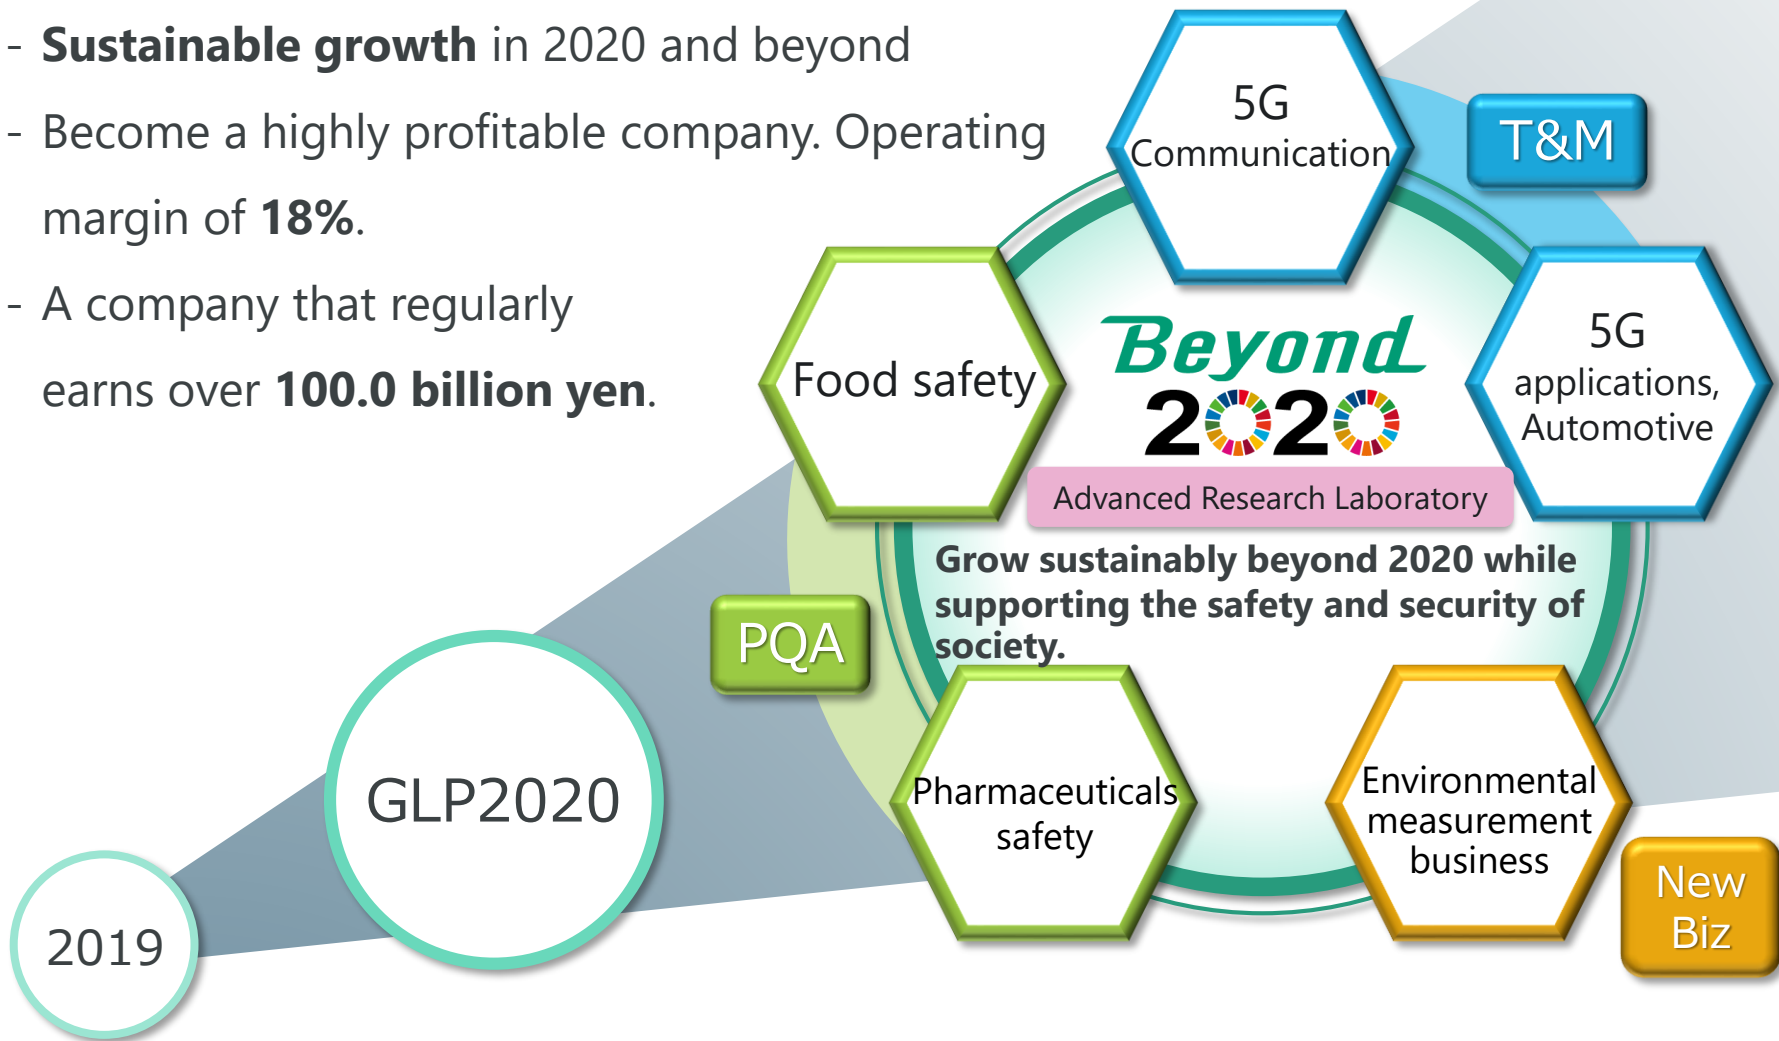 - Sustainable growth in 2020 and beyond
- Become a highly profitable company. Operating
margin of 18%.
- A company that regularly
earns over 100.0 billion yen.
5G
Communication
T&M
Food safety
5G
applications,
Automotive
Beyond
2020
Advanced Research Laboratory
Grow sustainably beyond 2020 while
supporting the safety and security of
society.
PQA
Pharmaceuticals
safety
Environmental
measurement
business
New
Biz
GLP2020
2019